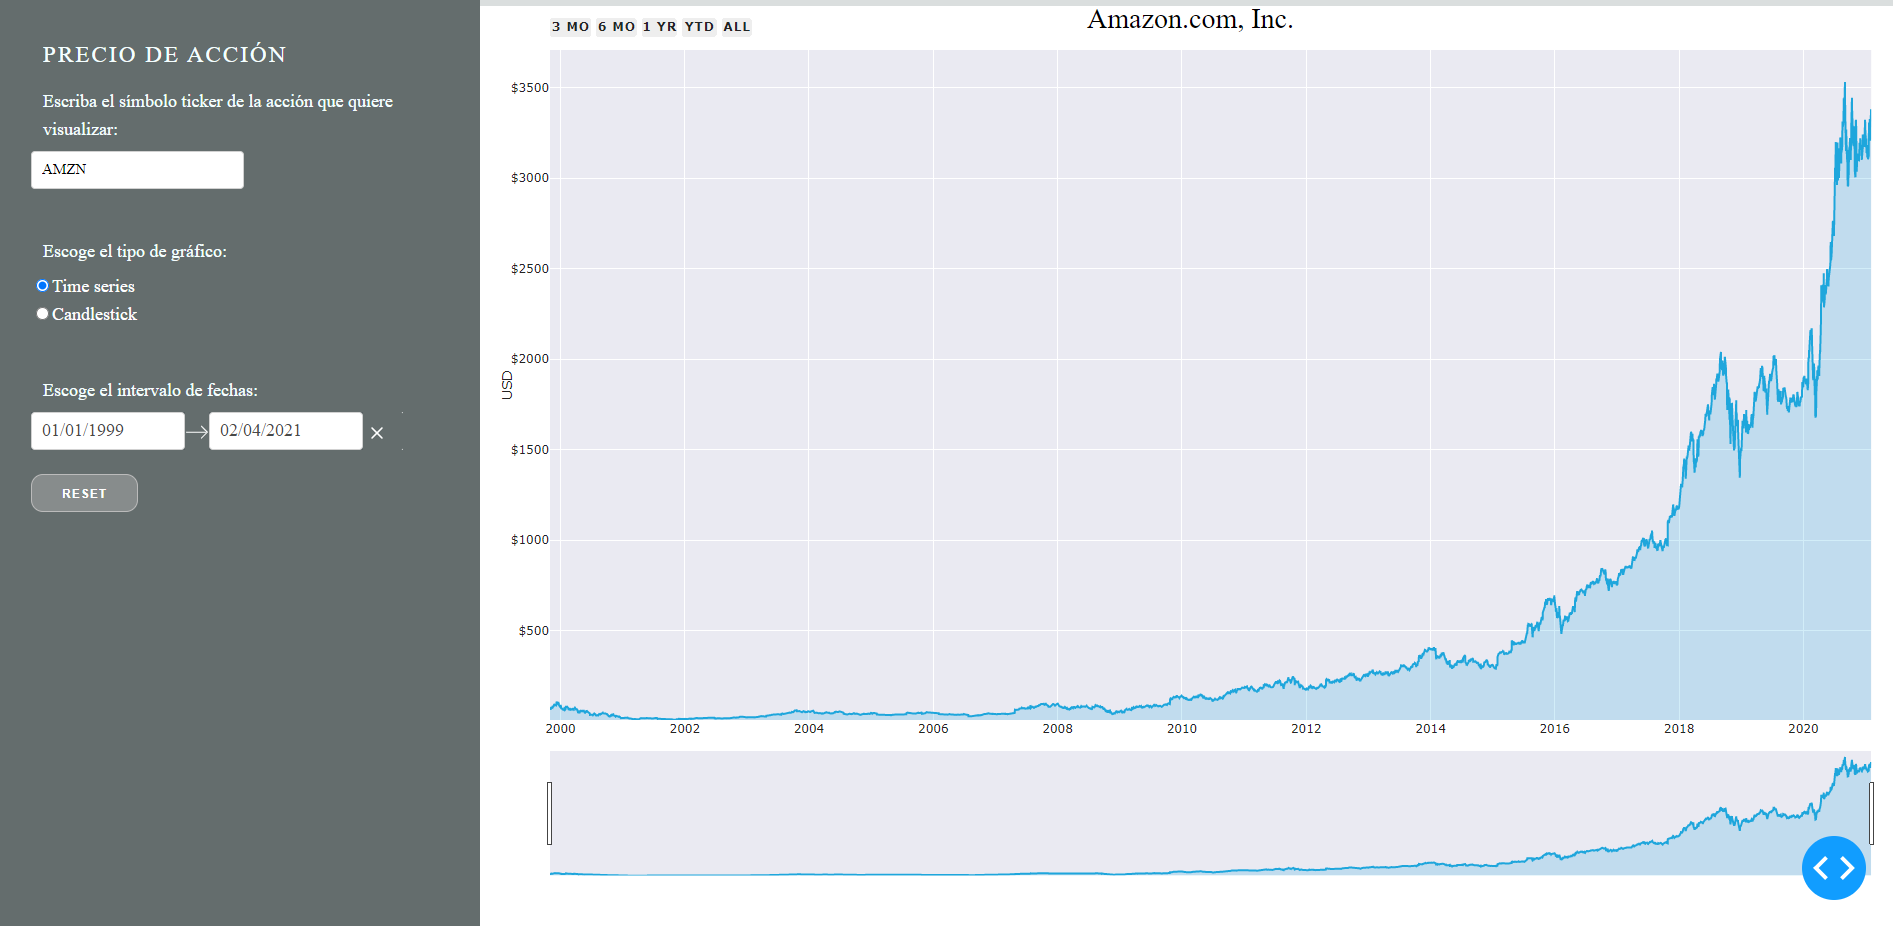 PRECIO DE ACCIÓN
Escriba el símbolo ticker de la acción que quiere
visualizar:
AMZN
Escoge el tipo de gráfico:
Time series
Candlestick
Escoge el intervalo de fechas:
01/01/1999
02/04/2021
RESET
3 MO 6 MO 1 YR YTD ALL
Amazon.com, Inc.
$3500
$3000
$2500
$2000
$1500
$1000
$500
USD
2000 2002 2004 2006 2008 2010 2012 2014 2016 2018 2020